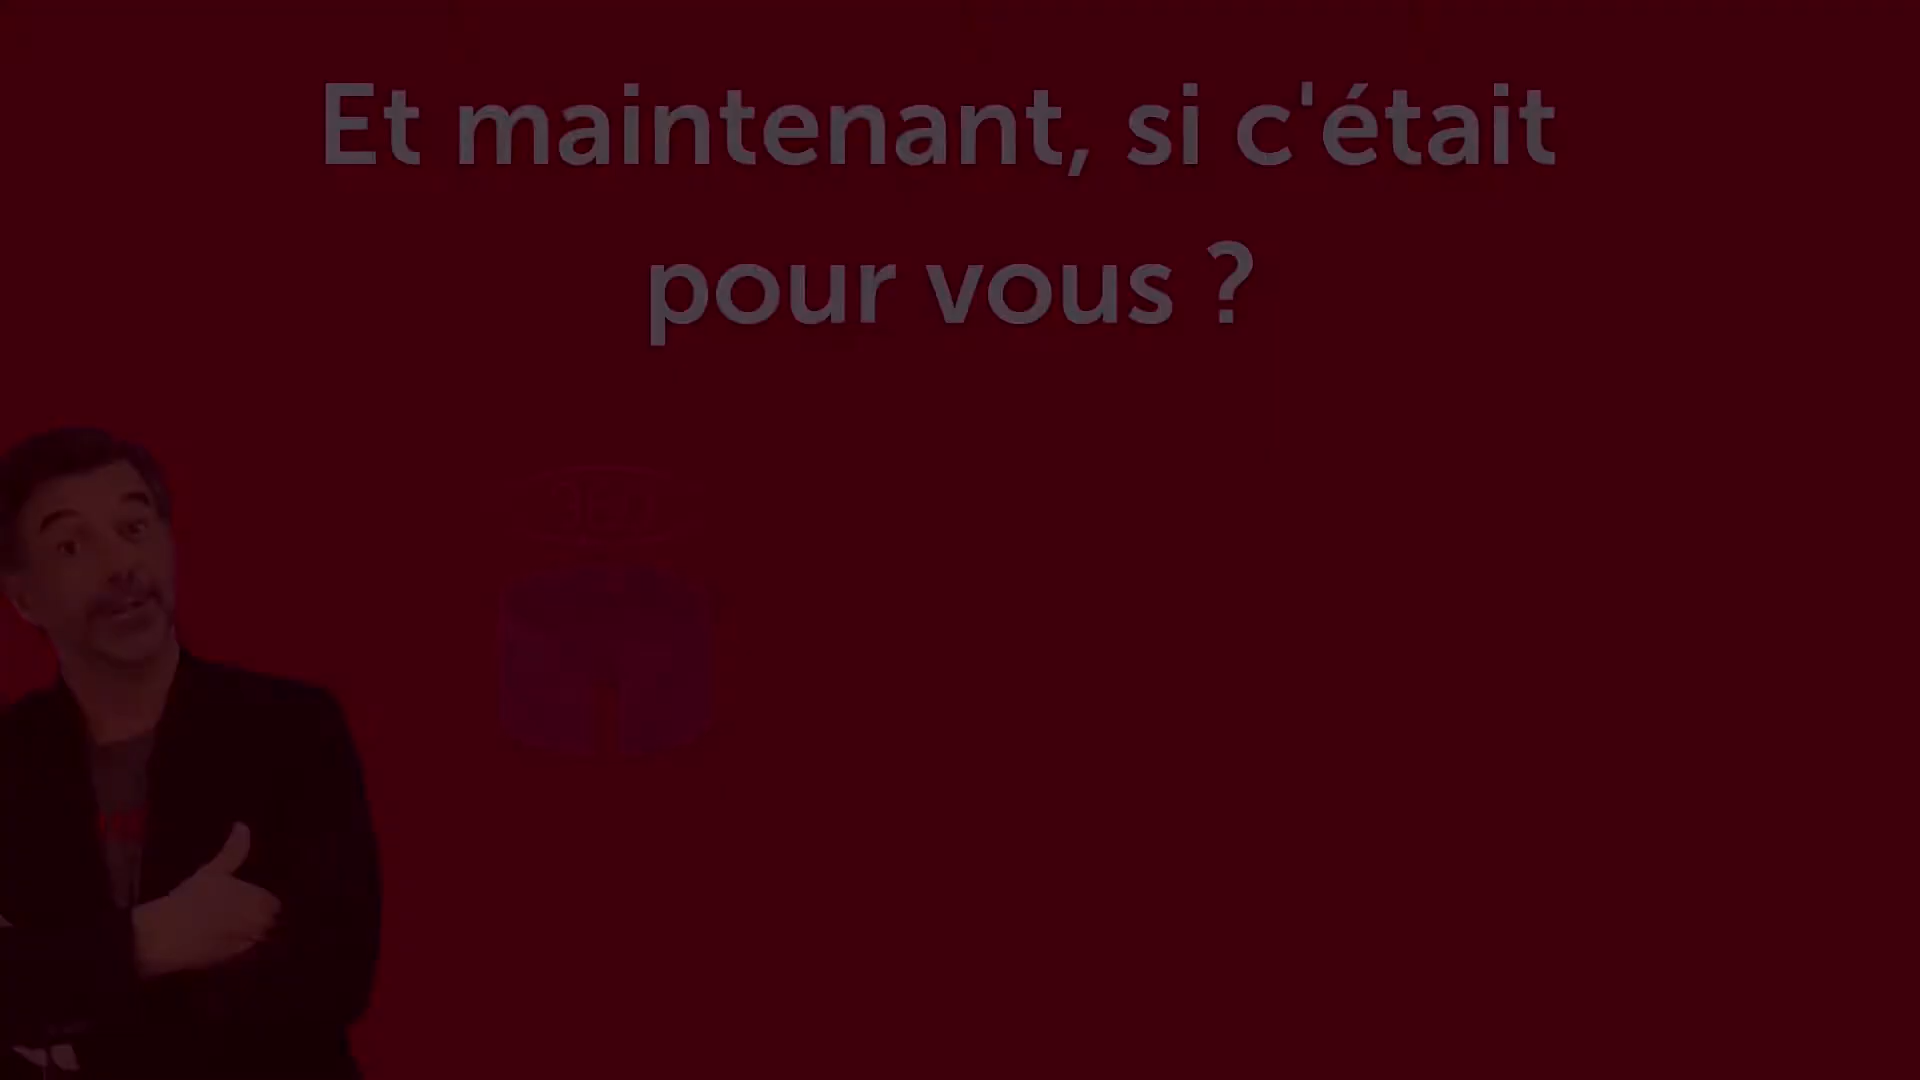 Et maintenant, si c'était
pour vous ?